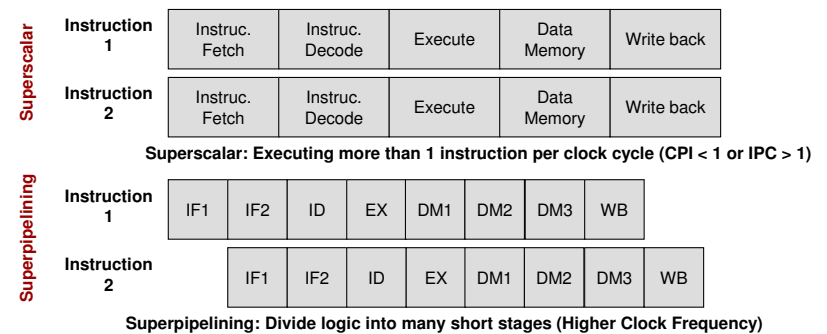 Superscalar
Instruction
1
Instruc.
Fetch
Instruc.
Decode
Execute
Data
Memory
Write back
Instruction
2
Instruc.
Fetch
Instruc.
Decode
Execute
Data
Memory
Write back
Superscalar: Executing more than 1 instruction per clock cycle (CPI < 1 or IPC > 1)
Superpipelining
Instruction
1
IF1 IF2 ID EX DM1 DM2 DM3 WB
Instruction
2
IF1 IF2 ID EX DM1 DM2 DM3 WB
Superpipelining: Divide logic into many short stages (Higher Clock Frequency)